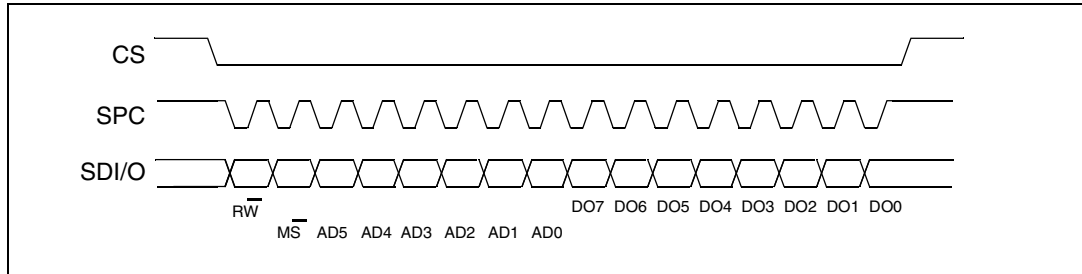 CS
SPC
SDI/O
RW DO7 DO6 DO5 DO4 DO3 DO2 DO1 DO0
MS AD5 AD4 AD3 AD2 AD1 AD0